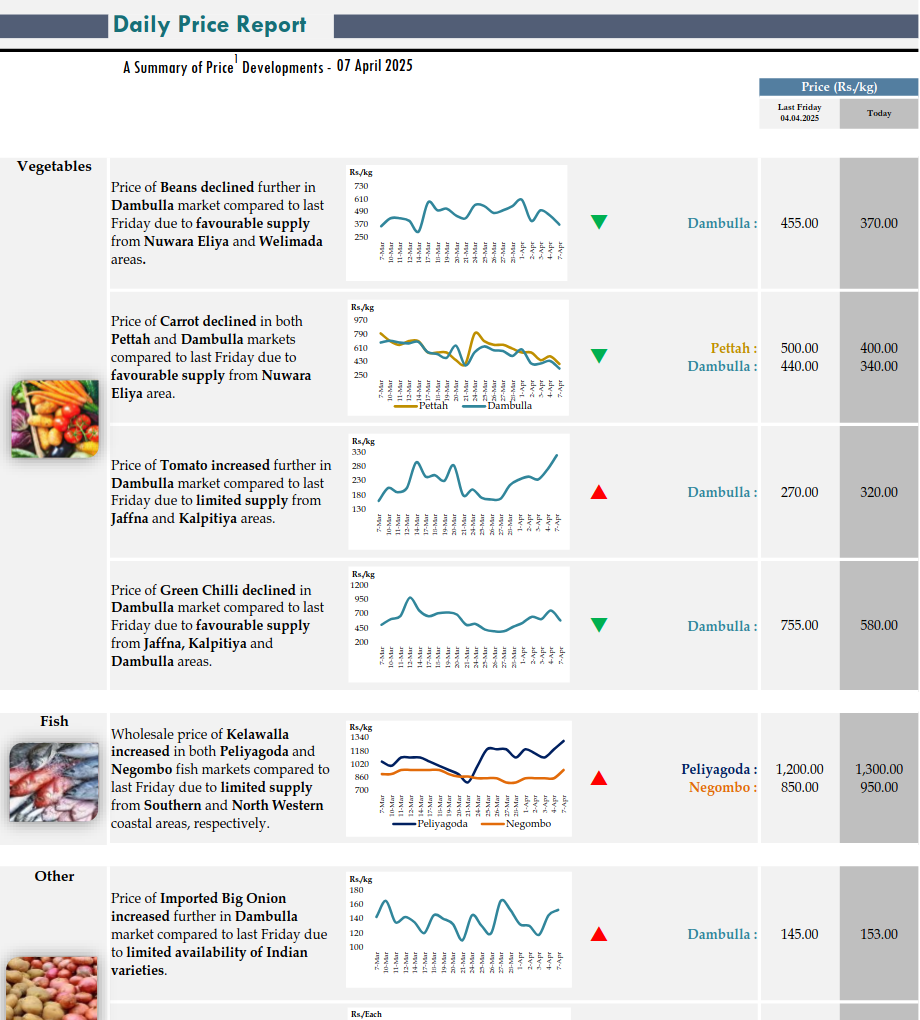 Daily Price Report
A Summary of Price1 Developments - 07 April 2025
Price (Rs./kg)
Last Friday
04.04.2025
Today
Vegetables
Price of Beans declined further in
Dambulla market compared to last
Friday due to favourable supply
from Nuwara Eliya and Welimada
areas.
Rs./kg
730
610
490
370
250
7-Mar
10-Mar
11-Mar
12-Mar
14-Mar
17-Mar
18-Mar
19-Mar
20-Mar
21-Mar
24-Mar
25-Mar
26-Mar
27-Mar
28-Mar
1-Apr
2-Apr
3-Apr
4-Apr
7-Apr
Dambulla :
455.00
370.00
Price of Carrot declined in both
Pettah and Dambulla markets
compared to last Friday due to
favourable supply from Nuwara
Eliya area.
Rs./kg
970
790
610
430
250
7-Mar
10-Mar
11-Mar
12-Mar
14-Mar
17-Mar
18-Mar
19-Mar
20-Mar
21-Mar
24-Mar
25-Mar
26-Mar
27-Mar
28-Mar
1-Apr
2-Apr
3-Apr
4-Apr
7-Apr
Pettah
Dambulla
Pettah :
500.00
400.00
Dambulla :
440.00
340.00
Price of Tomato increased further in
Dambulla market compared to last
Friday due to limited supply from
Jaffna and Kalpitiya areas.
Rs./kg
330
280
230
180
130
7-Mar
10-Mar
11-Mar
12-Mar
14-Mar
17-Mar
18-Mar
19-Mar
20-Mar
21-Mar
24-Mar
25-Mar
26-Mar
27-Mar
28-Mar
1-Apr
2-Apr
3-Apr
4-Apr
7-Apr
Dambulla :
270.00
320.00
Price of Green Chilli declined in
Dambulla market compared to last
Friday due to favourable supply
from Jaffna, Kalpitiya and
Dambulla areas.
Rs./kg
1200
950
700
450
200
7-Mar
10-Mar
11-Mar
12-Mar
14-Mar
17-Mar
18-Mar
19-Mar
20-Mar
21-Mar
24-Mar
25-Mar
26-Mar
27-Mar
28-Mar
1-Apr
2-Apr
3-Apr
4-Apr
7-Apr
Dambulla :
755.00
580.00
Fish
Wholesale price of Kelawalla
increased in both Peliyagoda and
Negombo fish markets compared to
last Friday due to limited supply
from Southern and North Western
coastal areas, respectively.
Rs./kg
1340
1180
1020
860
700
7-Mar
10-Mar
11-Mar
12-Mar
14-Mar
17-Mar
18-Mar
19-Mar
20-Mar
21-Mar
24-Mar
25-Mar
26-Mar
27-Mar
28-Mar
1-Apr
2-Apr
3-Apr
4-Apr
7-Apr
Peliyagoda
Negombo
Peliyagoda :
1,200.00
1,300.00
Negombo :
850.00
950.00
Other
Price of Imported Big Onion
increased further in Dambulla
market compared to last Friday due
to limited availability of Indian
varieties.
Rs./kg
180
160
140
120
100
7-Mar
10-Mar
11-Mar
12-Mar
14-Mar
17-Mar
18-Mar
19-Mar
20-Mar
21-Mar
24-Mar
25-Mar
26-Mar
27-Mar
28-Mar
1-Apr
2-Apr
3-Apr
4-Apr
7-Apr
Dambulla :
145.00
153.00
Rs./Each